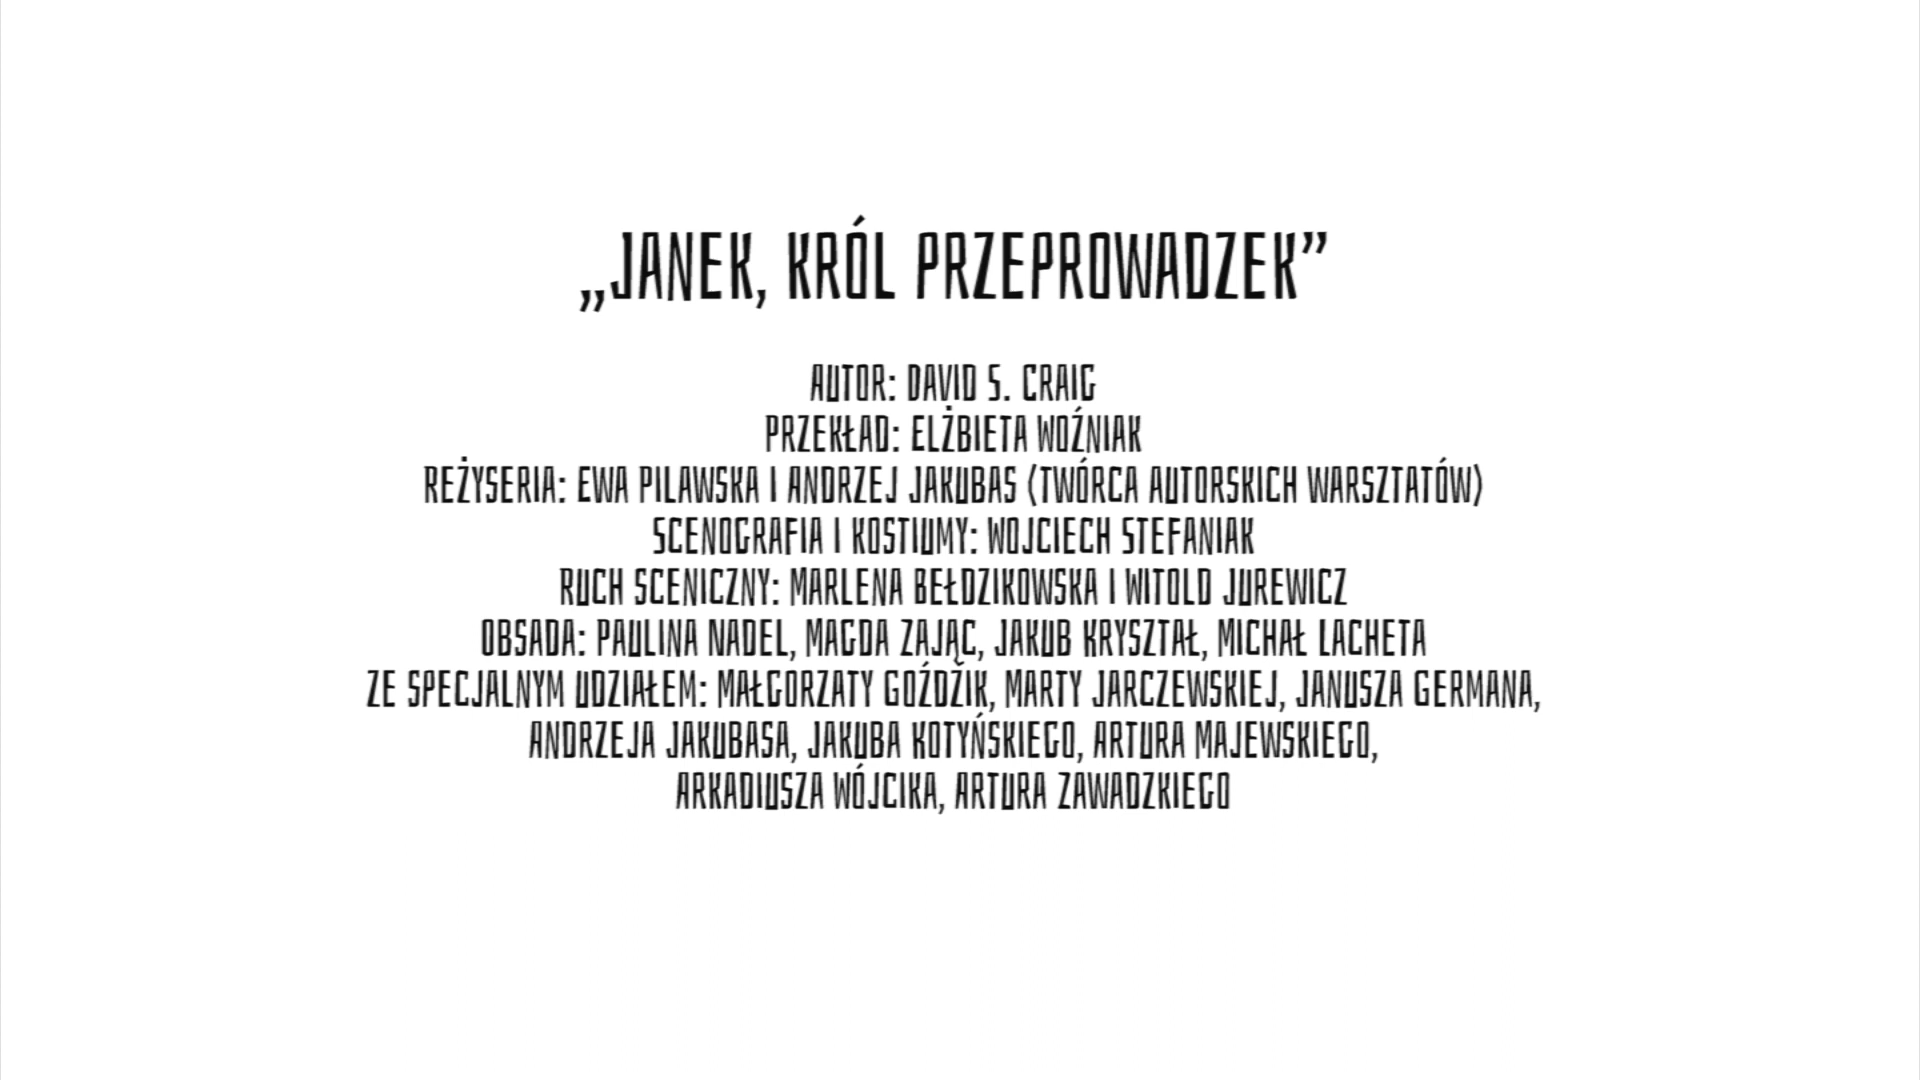 „JANEK, KRÓL PRZEPROWADZEK”
AUTOR: DAVID S. CRAIG
PRZEKŁAD: ELŻBIETA WOŹNIAK
REŻYSERIA: EWA PILAWSKA I ANDRZEJ JAKUBAS (TWÓRCA AUTORSKICH WARSZTATÓW)
SCENOGRAFIA I KOSTIUMY: WOJCIECH STEFANIAK
RUCH SCENICZNY: MARLENA BEŁDZIKOWSKA I WITOLD JUREWICZ
OBSADA: PAULINA NADEL, MAGDA ZAJĄC, JAKUB KRYSZTAŁ, MICHAŁ LACHETA
ZE SPECJALNYM UDZIAŁEM: MAŁGORZATY GOŹDZIK, MARTY JARCZEWSKIEJ, JANUSZA GERMANA,
ANDRZEJA JAKUBASA, JAKUBA KOTYŃSKIEGO, ARTURA MAJEWSKIEGO,
ARKADIUSZA WÓJCIKA, ARTURA ZAWADZKIEGO